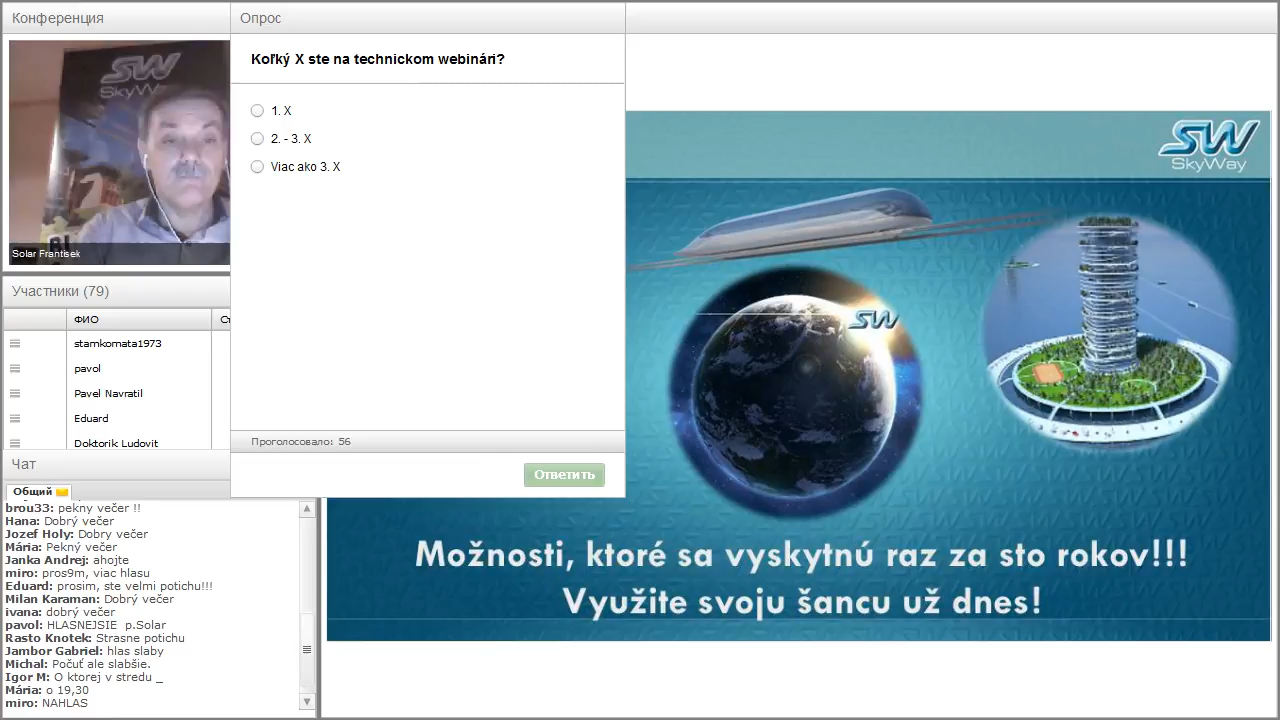 Конференция
SW
SkyWay
Solar Frantisek
Участники (79)
ФИО
stamkomata1973
pavol
Pavel Navratil
Eduard
Doktorik Ludovit
Чат
Общий
brou33: pekny večer !!
Hana: Dobrý večer
Jozef Holy: Dobry večer
Mária: Pekný večer
Janka Andrej: ahojte
miro: pros9m, viac hlasu
Eduard: prosim, ste velmi potichu!!!
Milan Karaman: Dobrý večer
ivana: dobrý večer
pavol: HLASNEJSIE p.Solar
Rasto Knotek: Strasne potichu
Jambor Gabriel: hlas slaby
Michal: Počuť ale slabšie.
Igor M: O ktorej v stredu _
Mária: o 19,30
miro: NAHLAS
Опрос
Koľký X ste na technickom webinári?
1. X
2. - 3. X
Viac ako 3. X
Проголосовало: 56
Ответить
SW
SkyWay
SW
Možnosti, ktoré sa vyskytnú raz za sto rokov!!!
Využite svoju šancu už dnes!